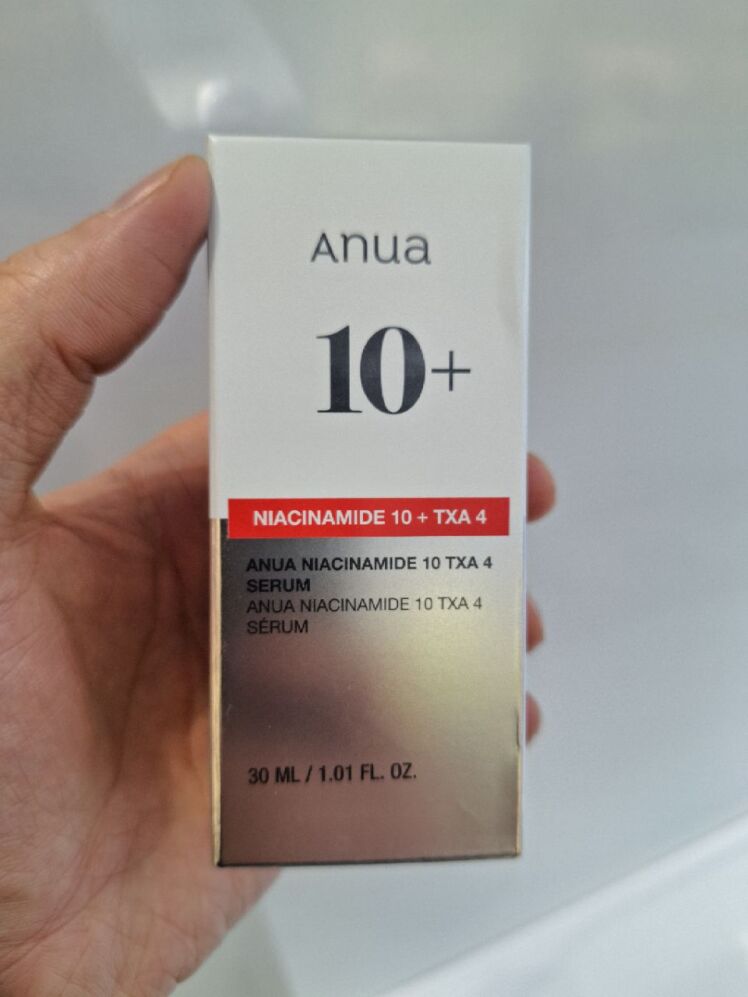 Anua
10+
NIACINAMIDE 10 + TXA 4
ANUA NIACINAMIDE 10 TXA 4
SERUM
ANUA NIACINAMIDE 10 TXA 4
SÉRUM
30 ML / 1.01 FL. OZ.